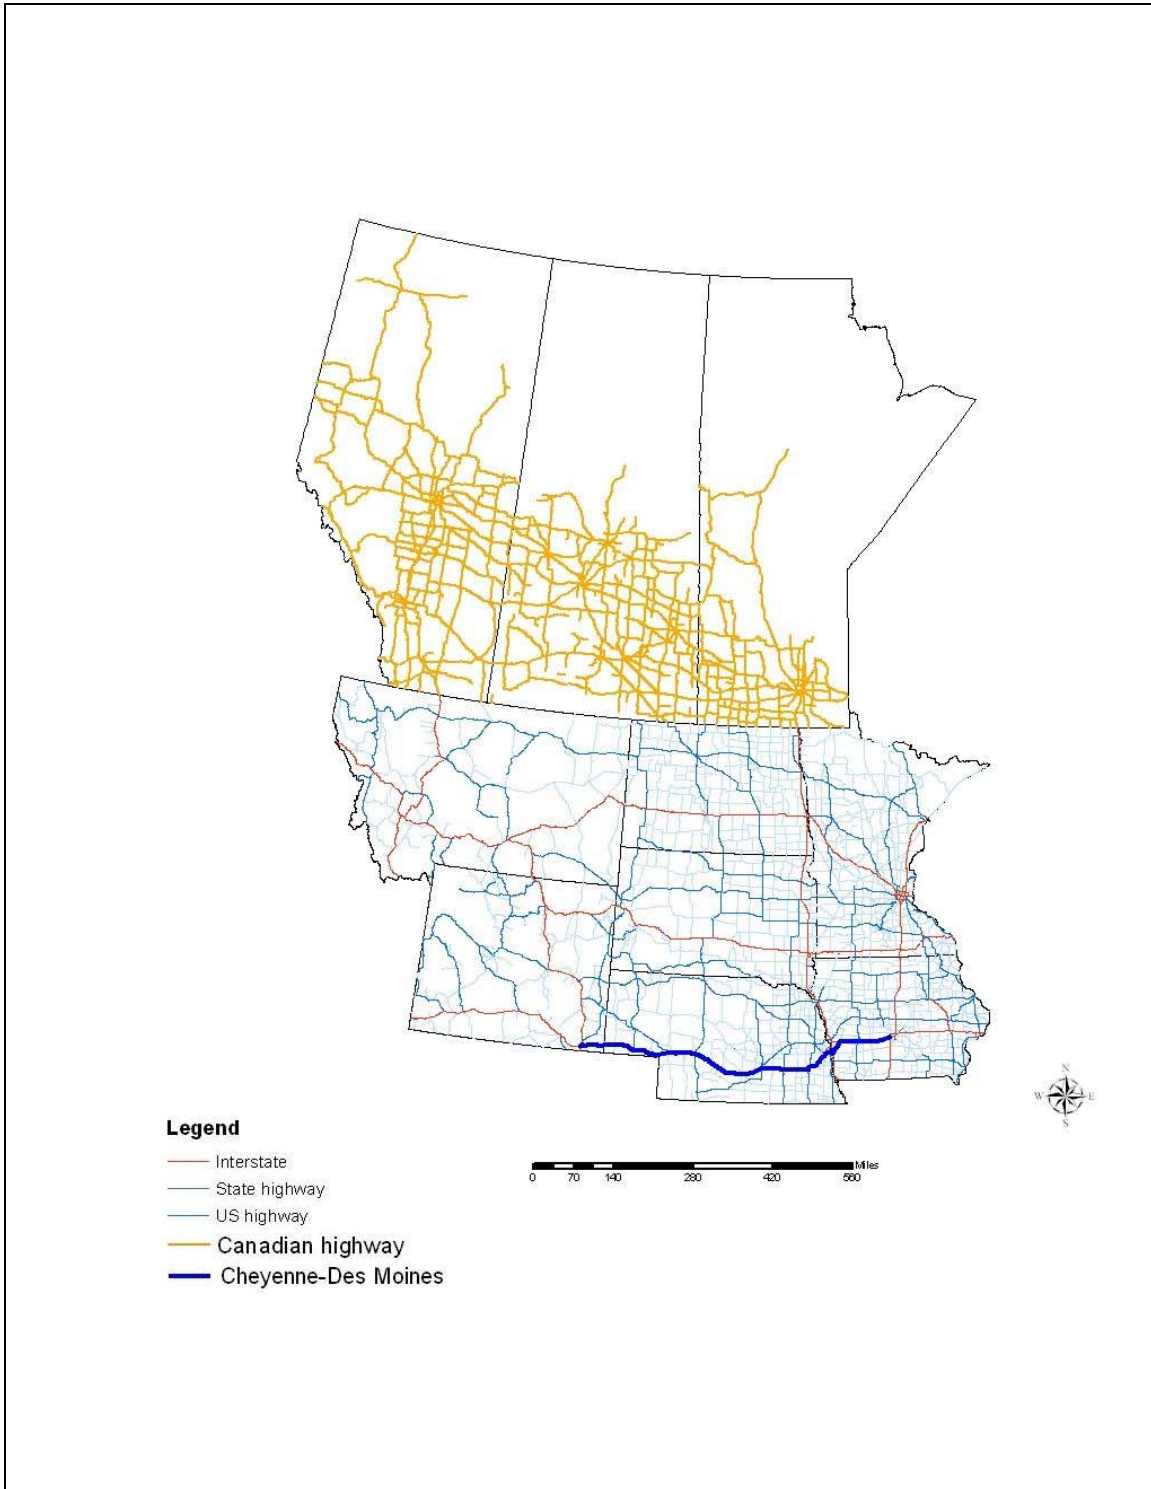 N
W E
S
Legend
Interstate
State highway
US highway
Canadian highway
Cheyenne-Des Moines
Miles
0 70 140 280 420 560